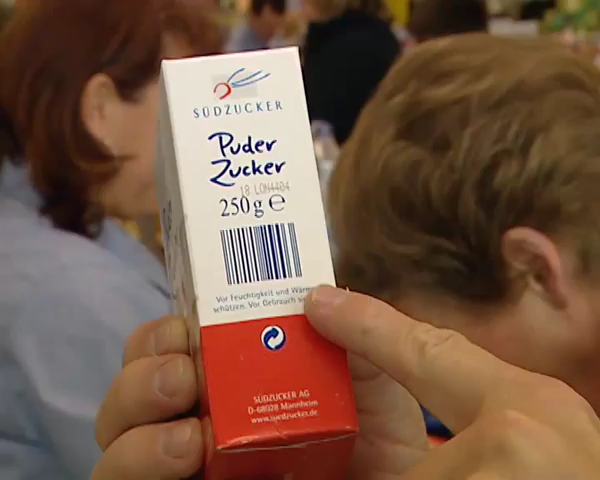 SÜDZUCKER
Puder
Zucker
18 LON4404
250g e
Vor Feuchtigkeit und Wärme
schützen. Vor Gebrauch
SÜDZUCKER AG
D-68028 Mannheim
www.suedzucker.de